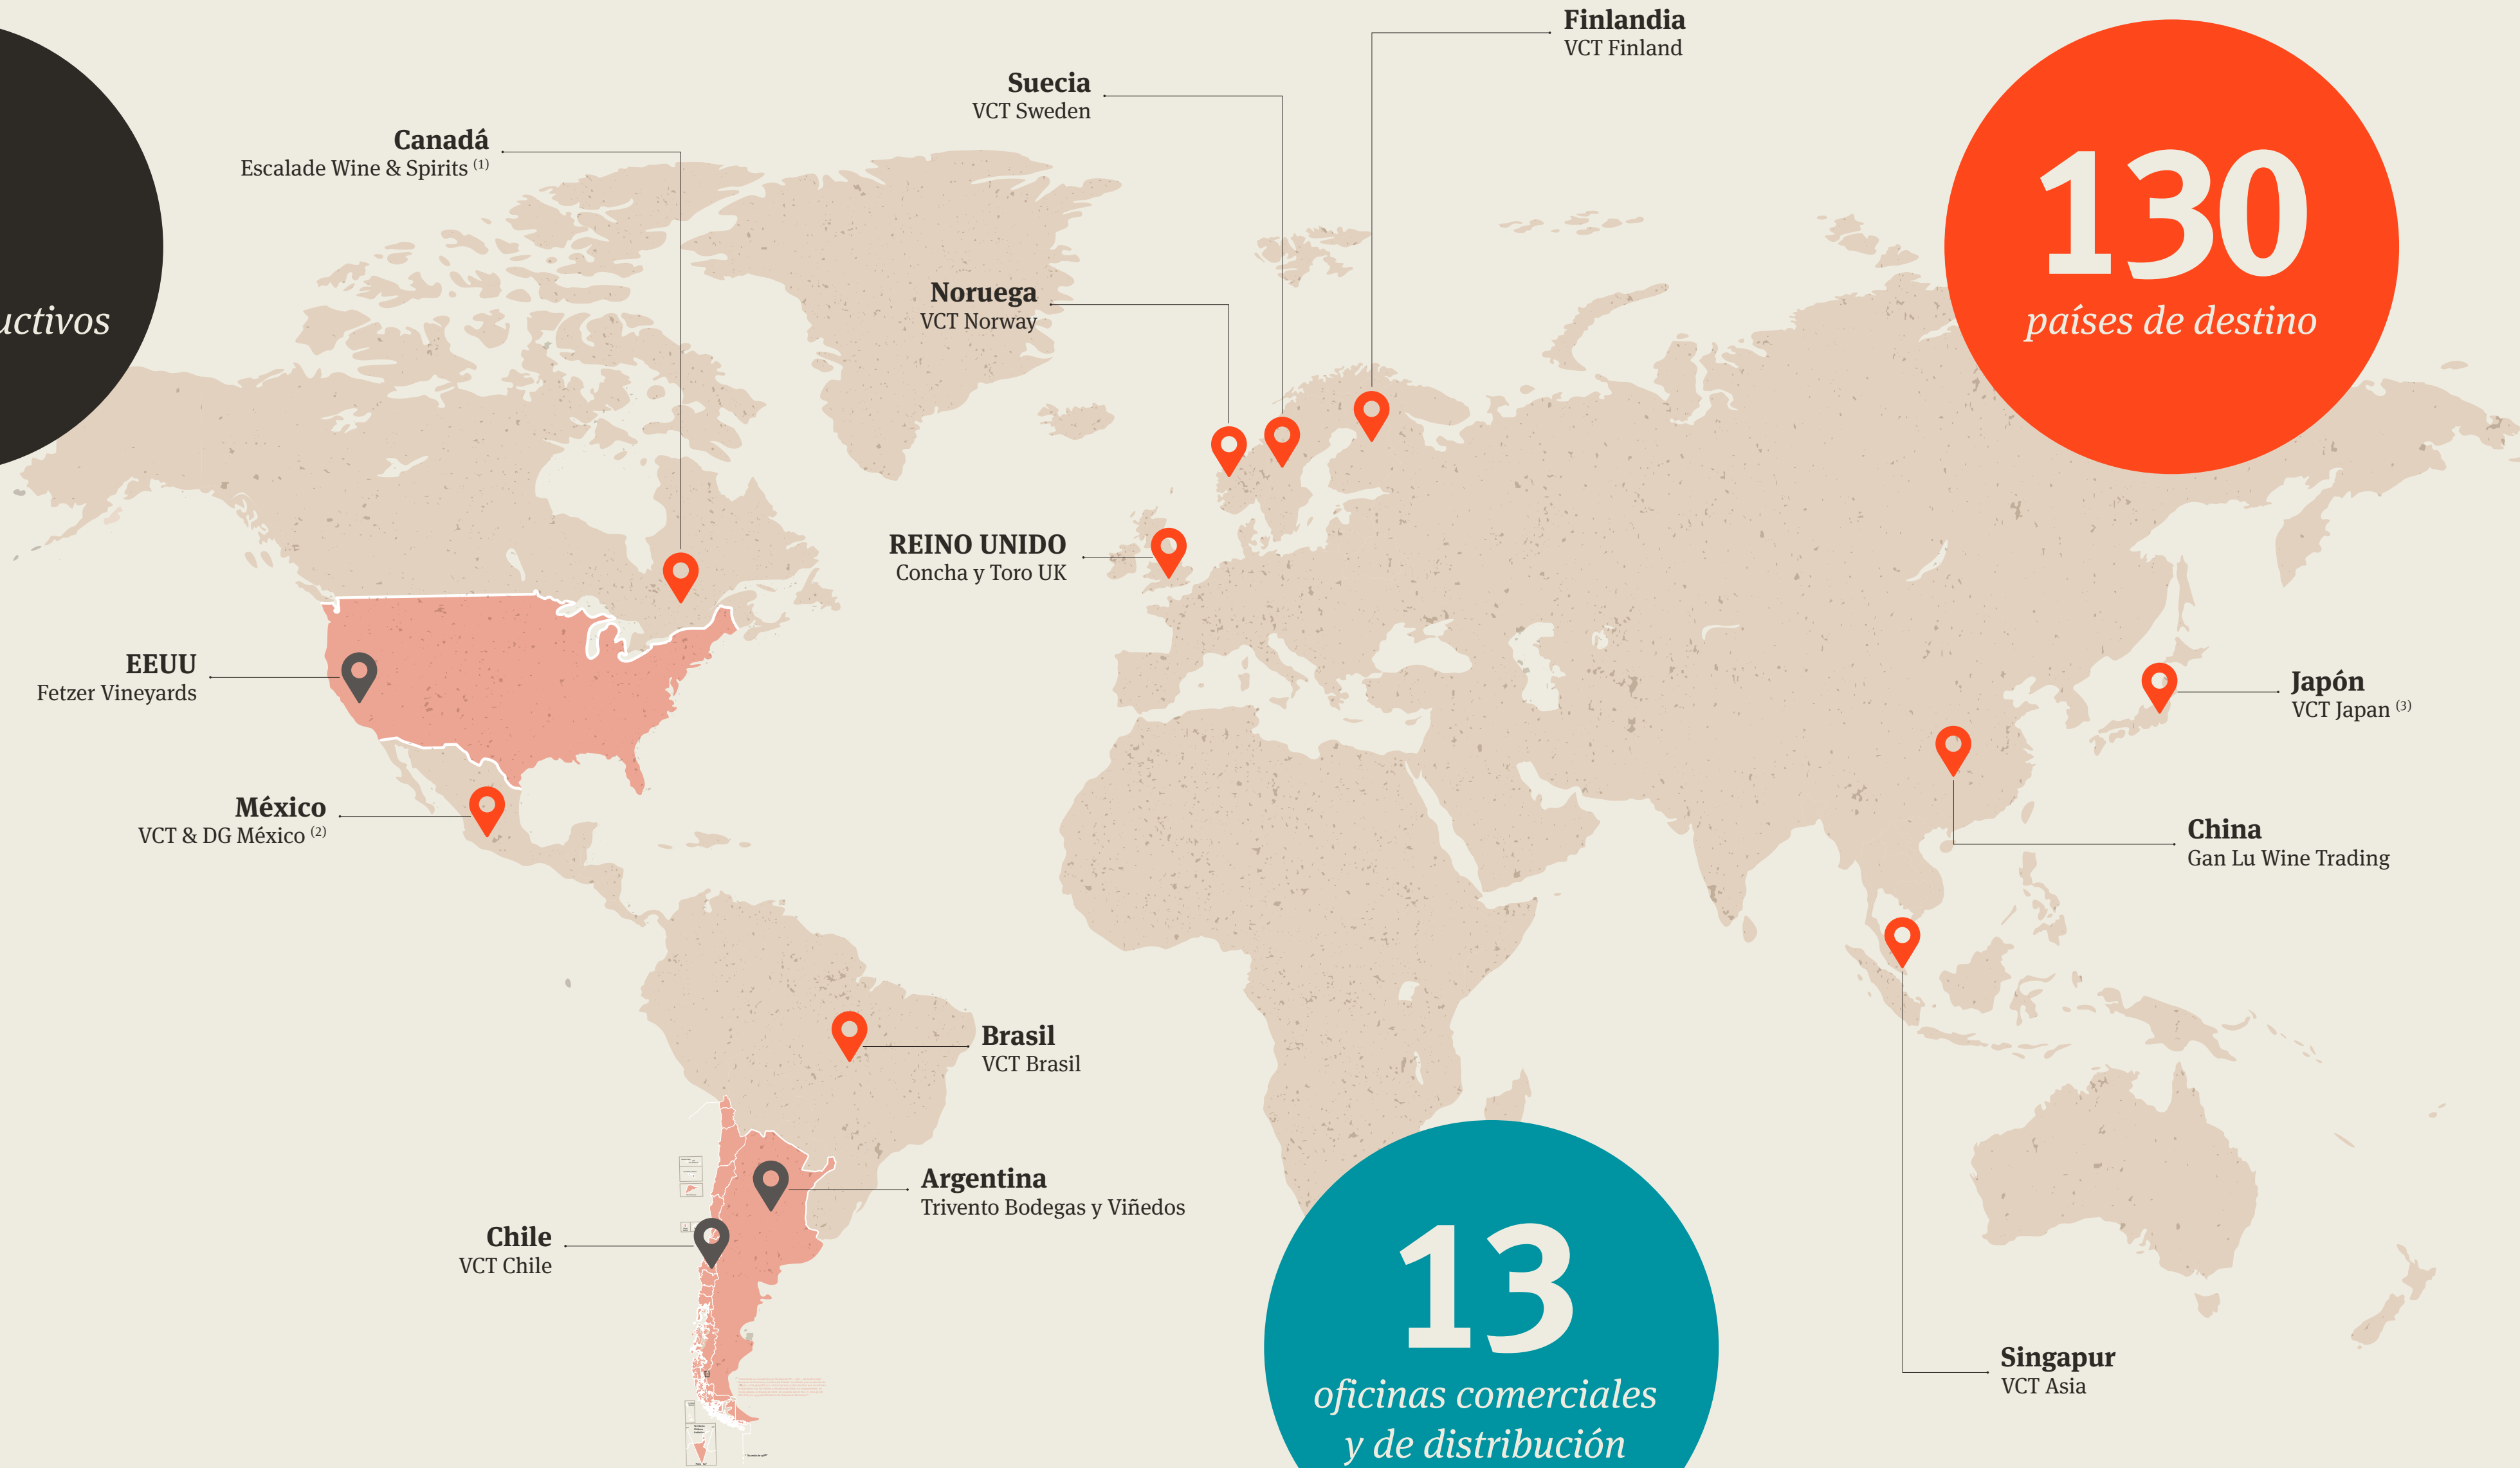 Finlandia
VCT Finland
Suecia
VCT Sweden
Canadá
Escalade Wine & Spirits (1)
130
países de destino
Noruega
VCT Norway
uctivos
REINO UNIDO
Concha y Toro UK
EEUU
Fetzer Vineyards
Japón
VCT Japan (3)
México
VCT & DG México (2)
China
Gan Lu Wine Trading
Brasil
VCT Brasil
Argentina
Trivento Bodegas y Viñedos
Chile
VCT Chile
13
oficinas comerciales
y de distribución
Singapur
VCT Asia